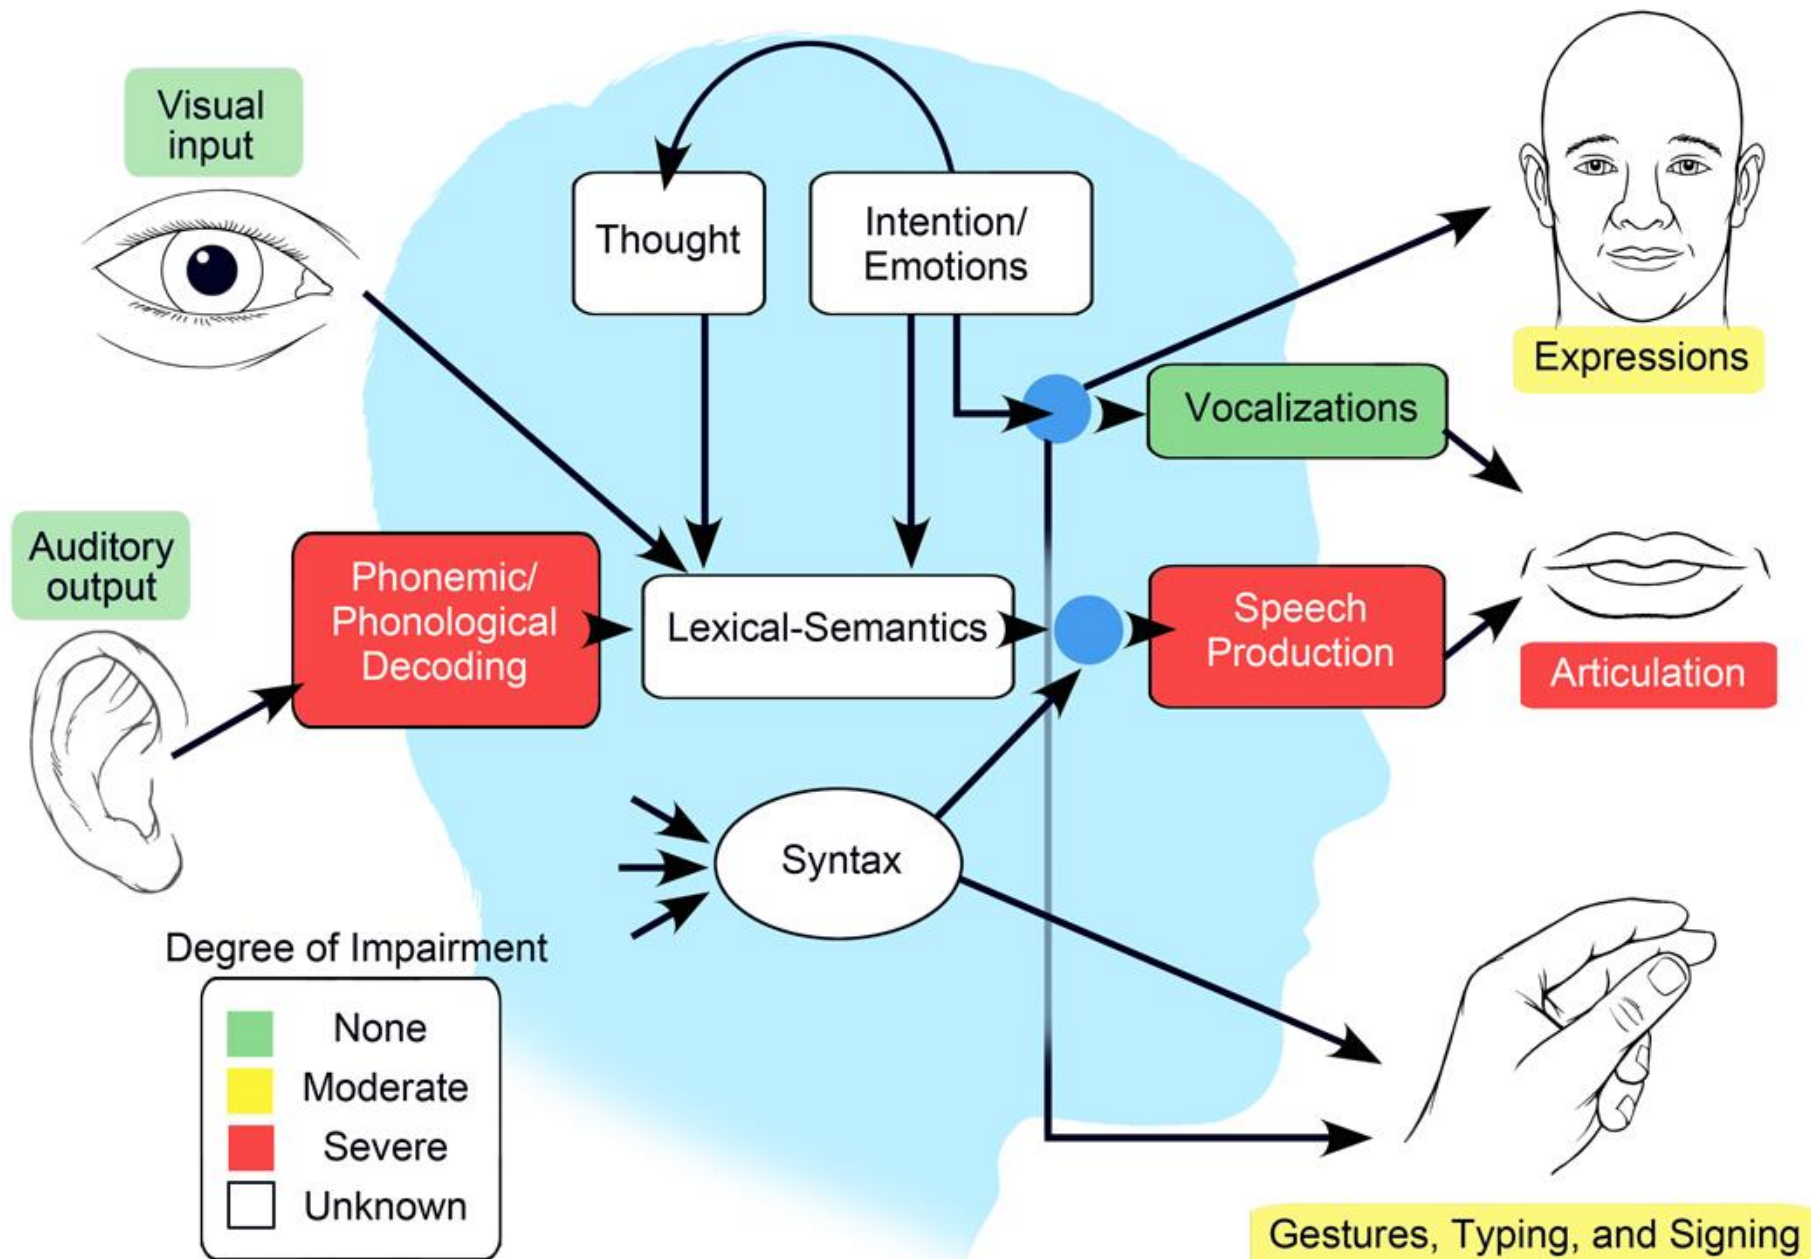 Visual
input
Thought
Intention/
Emotions
Expressions
Vocalizations
Auditory
output
Phonemic/
Phonological
Decoding
Lexical-Semantics
Speech
Production
Articulation
Syntax
Degree of Impairment
None
Moderate
Severe
Unknown
Gestures, Typing, and Signing